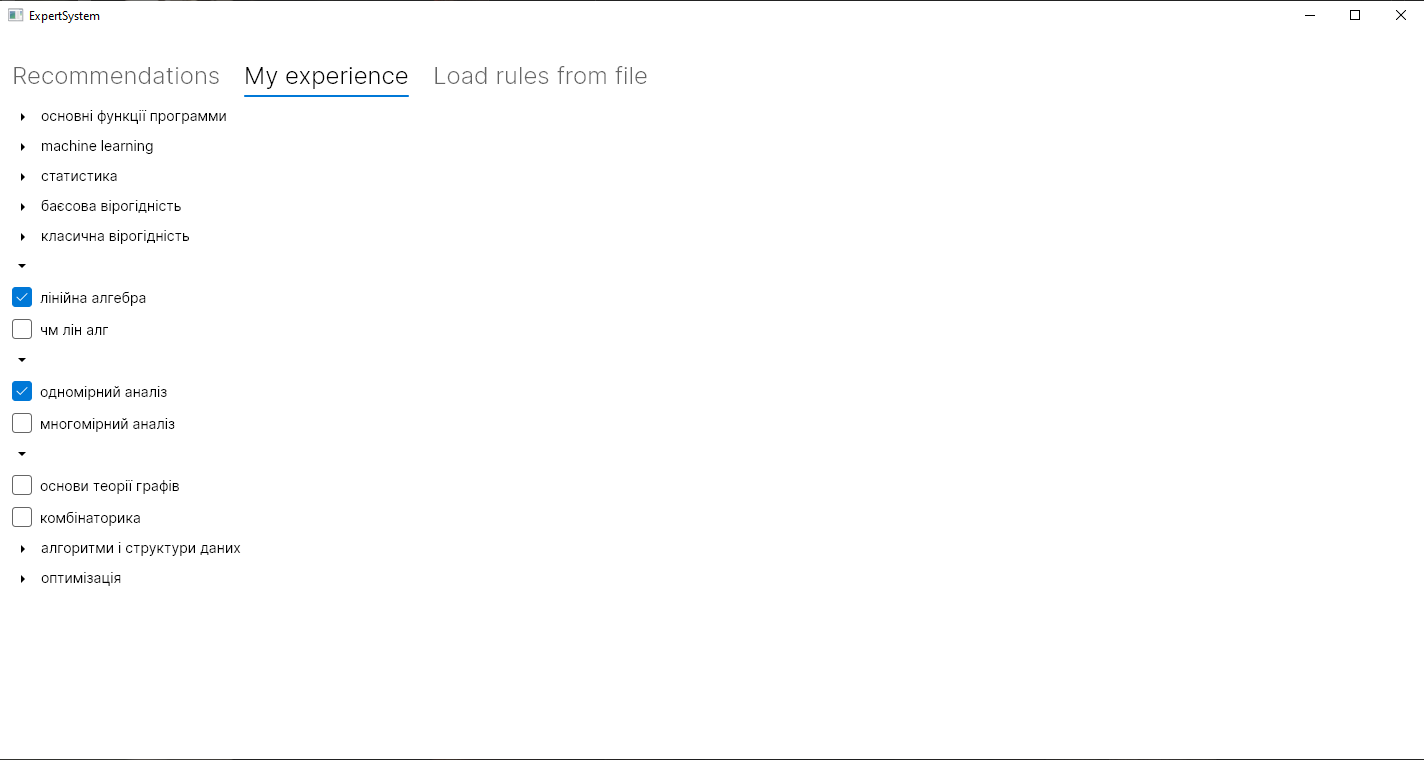 ExpertSystem
Recommendations My experience Load rules from file
основні функції программи
machine learning
статистика
баєсова вірогідність
класична вірогідність
лінійна алгебра
чм лін алг
одномірний аналіз
многомірний аналіз
основи теорії графів
комбінаторика
алгоритми і структури даних
оптимізація